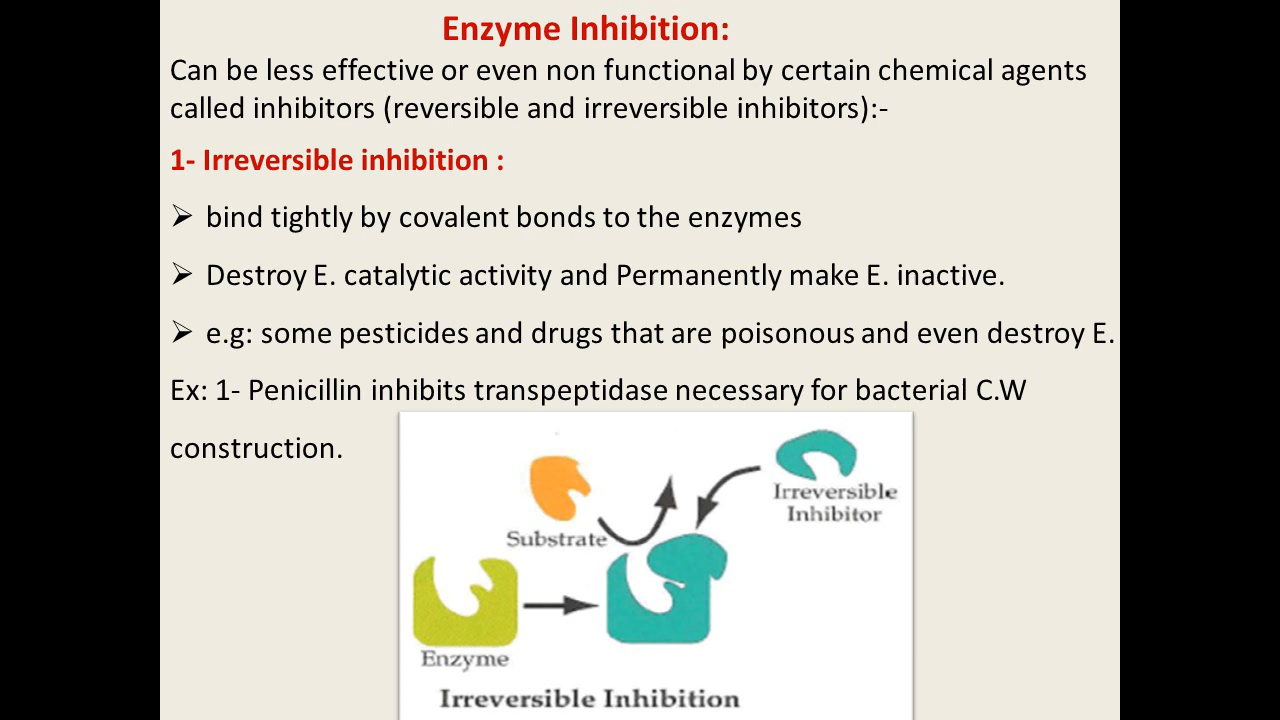 Enzyme Inhibition:
Can be less effective or even non functional by certain chemical agents
called inhibitors (reversible and irreversible inhibitors):-
1- Irreversible inhibition :
➢ bind tightly by covalent bonds to the enzymes
➢ Destroy E. catalytic activity and Permanently make E. inactive.
➢ e.g: some pesticides and drugs that are poisonous and even destroy E.
Ex: 1- Penicillin inhibits transpeptidase necessary for bacterial C.W
construction.
Irreversible
Inhibitor
Substrate
Enzyme
Irreversible Inhibition